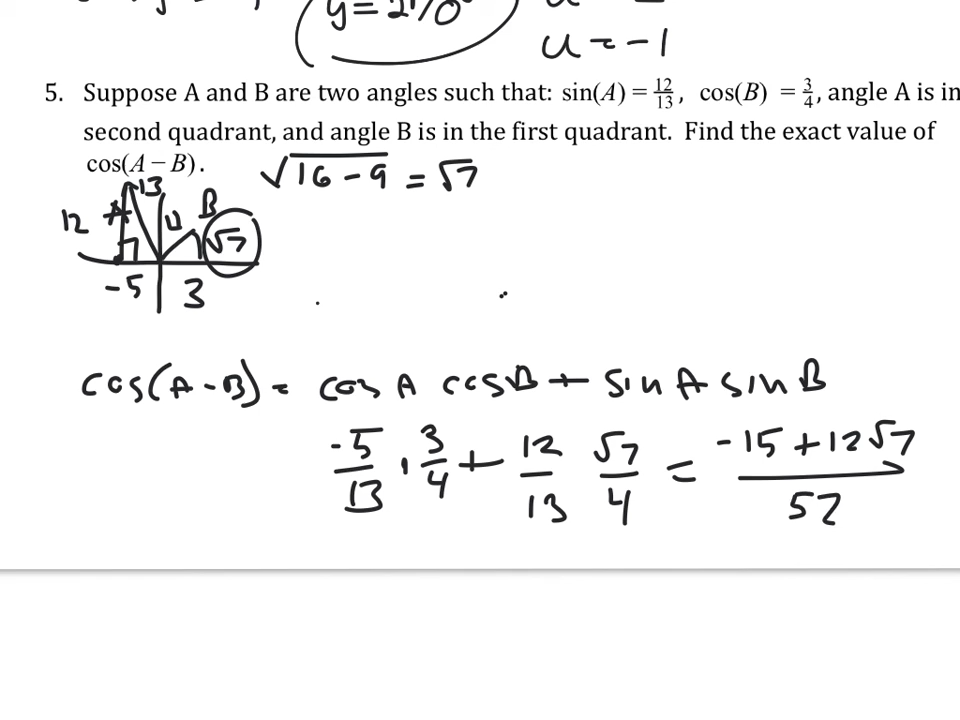 y = 210°
u = -1
5. Suppose A and B are two angles such that: sin(A) = 12/13, cos(B) = 3/4, angle A is in
second quadrant, and angle B is in the first quadrant. Find the exact value of
cos(A − B). √16 - 9 = √7
13
12 A 4 B √7
-5 3
cos(A - B) = cos A cos B + sin A sin B
-5/13 · 3/4 + 12/13 √7/4 = -15 + 12√7/52